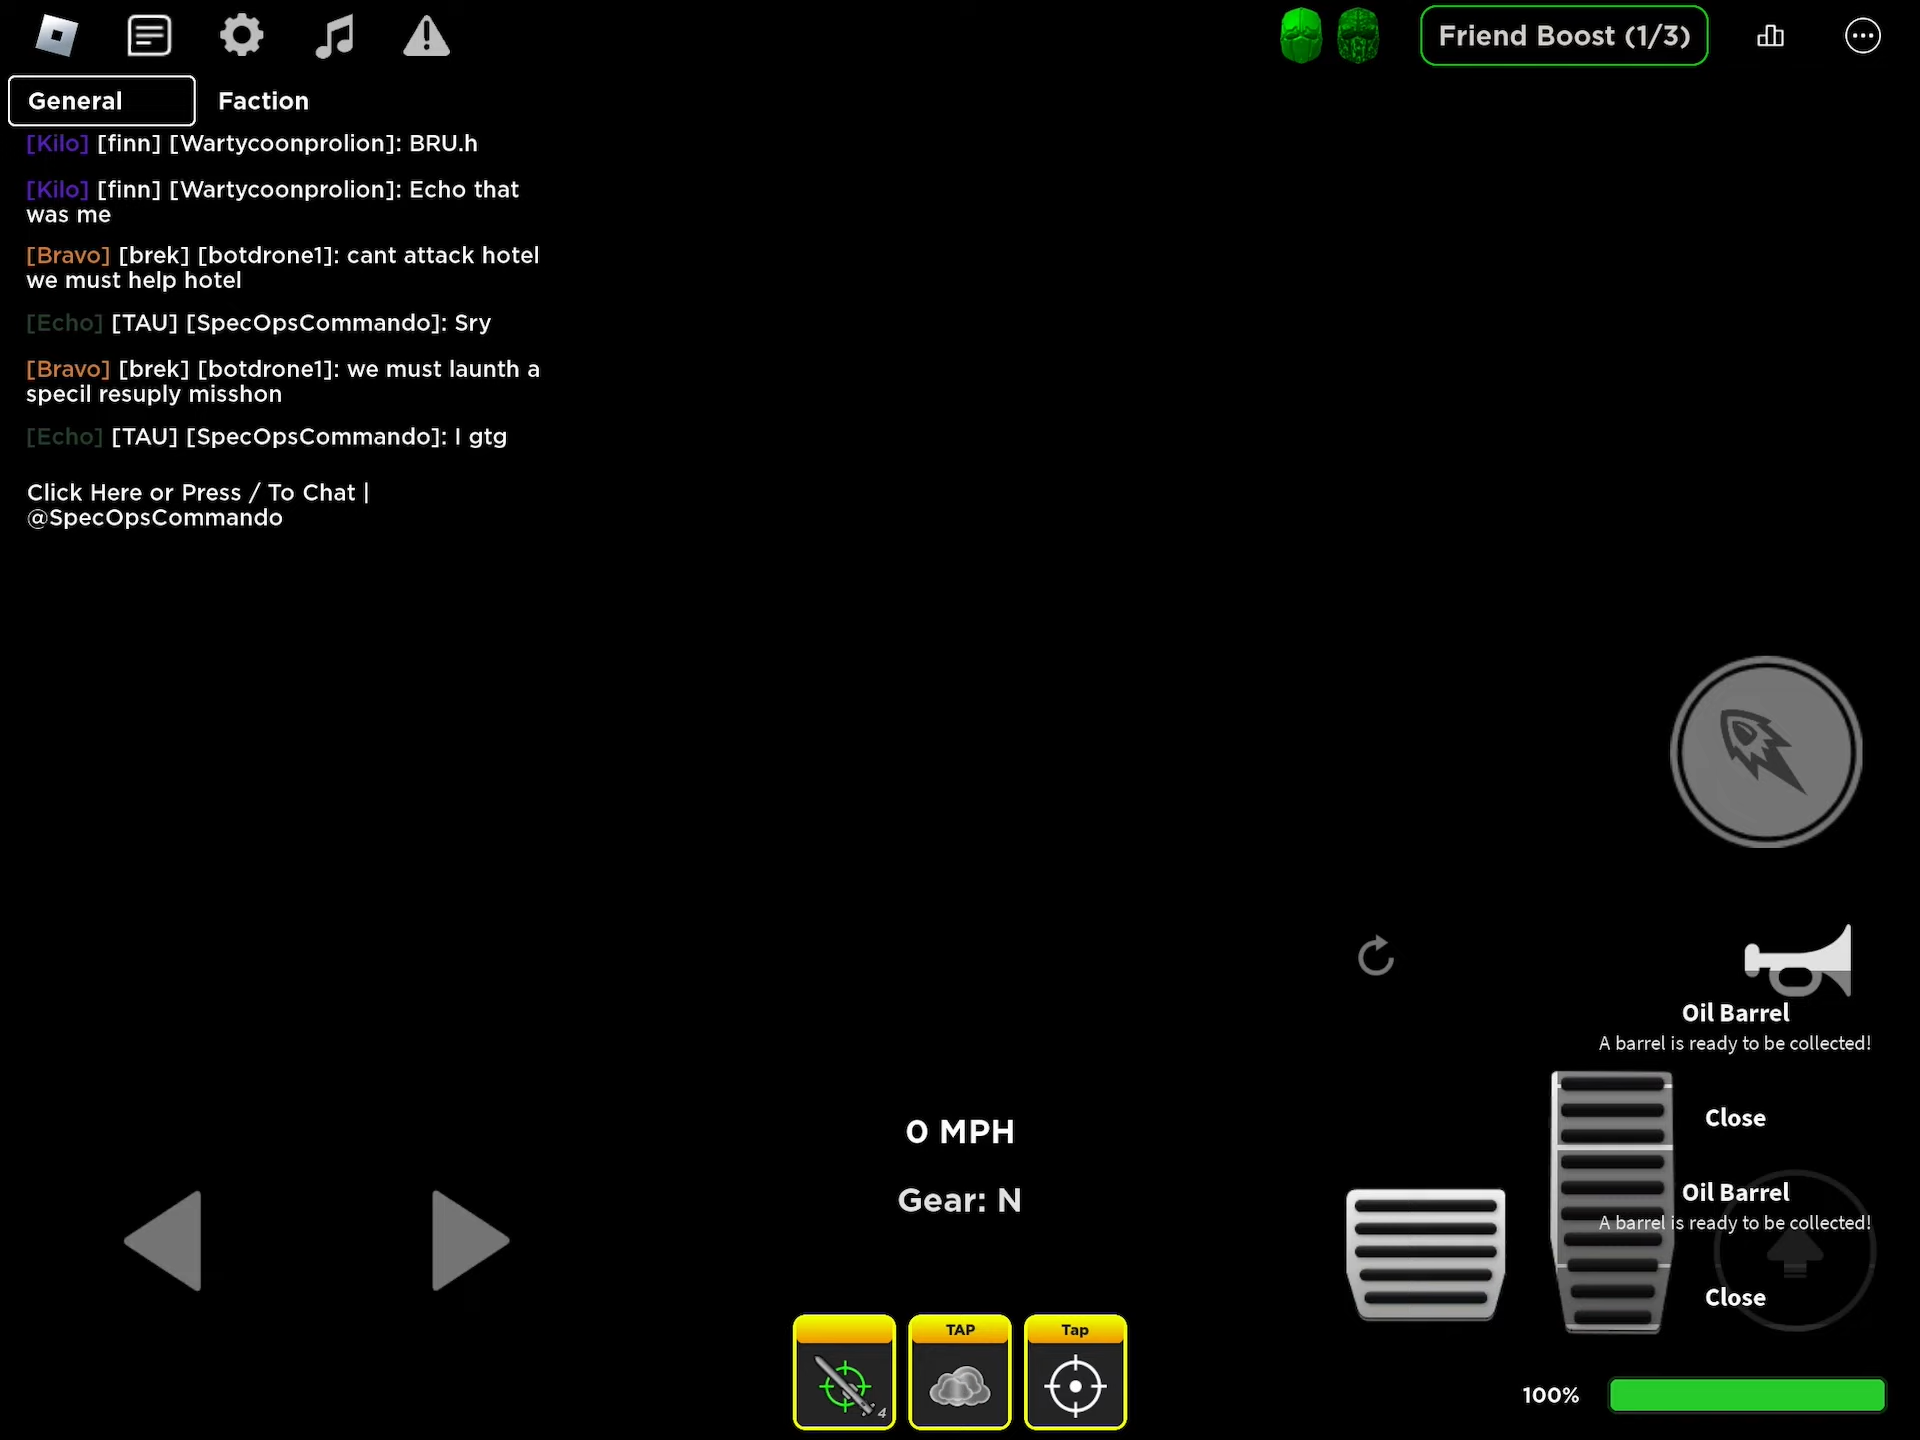 Friend Boost (1/3)
General
Faction
[Kilo] [finn] [Wartycoonprolion]: BRU.h
[Kilo] [finn] [Wartycoonprolion]: Echo that
was me
[Bravo] [brek] [botdrone1]: cant attack hotel
we must help hotel
[Echo] [TAU] [SpecOpsCommando]: Sry
[Bravo] [brek] [botdrone1]: we must launth a
specil resuply misshon
[Echo] [TAU] [SpecOpsCommando]: I gtg
Click Here or Press / To Chat |
@SpecOpsCommando
Oil Barrel
A barrel is ready to be collected!
Close
0 MPH
Gear: N
Oil Barrel
A barrel is ready to be collected!
Close
TAP
Tap
4
100%